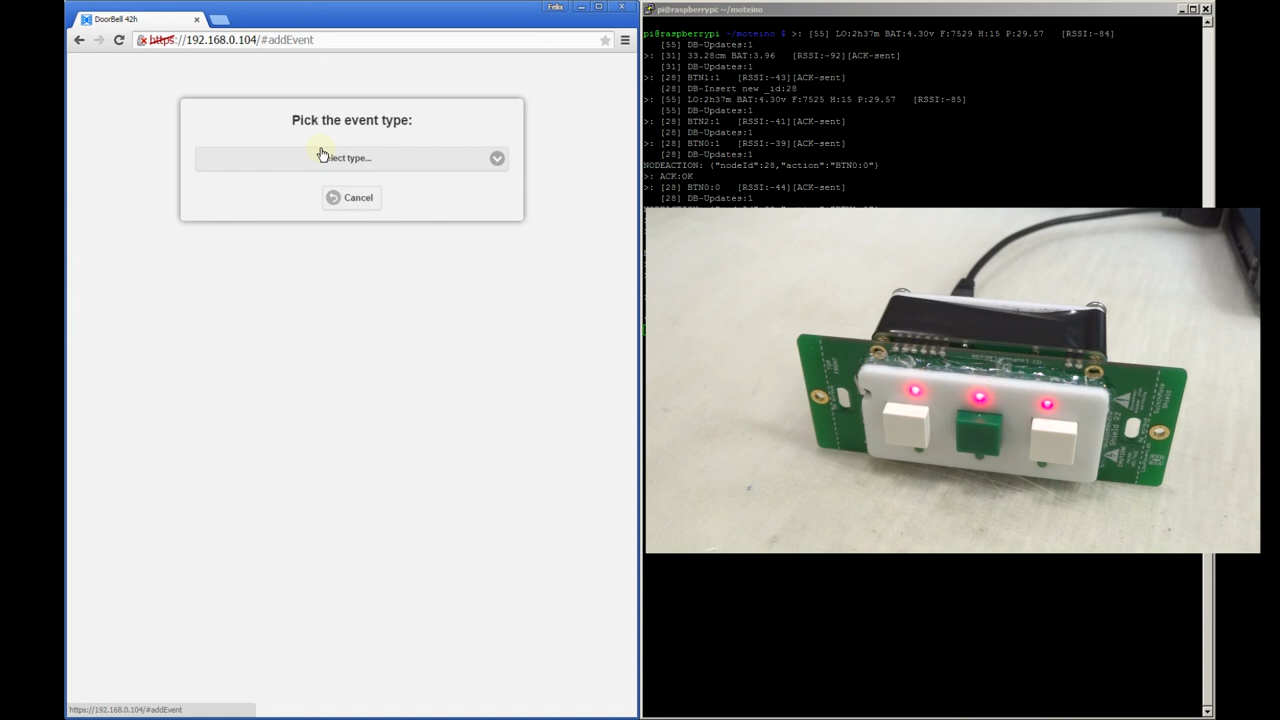 Felix
DoorBell 42h
https://192.168.0.104/#addEvent
Pick the event type:
lect type...
Cancel
https://192.168.0.104/#addEvent
pi@raspberrypi: ~/moteino
pi@raspberrypi ~/moteino $ >: [55] LO:2h37m BAT:4.30v F:7529 H:15 P:29.57 [RSSI:-84]
[55] DB-Updates:1
>: [31] 33.28cm BAT:3.96 [RSSI:-92][ACK-sent]
[31] DB-Updates:1
>: [28] BTN1:1 [RSSI:-43][ACK-sent]
[28] DB-Insert new _id:28
>: [55] LO:2h37m BAT:4.30v F:7525 H:15 P:29.57 [RSSI:-85]
[55] DB-Updates:1
>: [28] BTN2:1 [RSSI:-41][ACK-sent]
[28] DB-Updates:1
>: [28] BTN0:1 [RSSI:-39][ACK-sent]
[28] DB-Updates:1
NODEACTION: {"nodeId":28,"action":"BTN0:0"}
>: ACK:OK
>: [28] BTN0:0 [RSSI:-44][ACK-sent]
[28] DB-Updates:1
TOP
FRONT
Shield R2
CAUTION